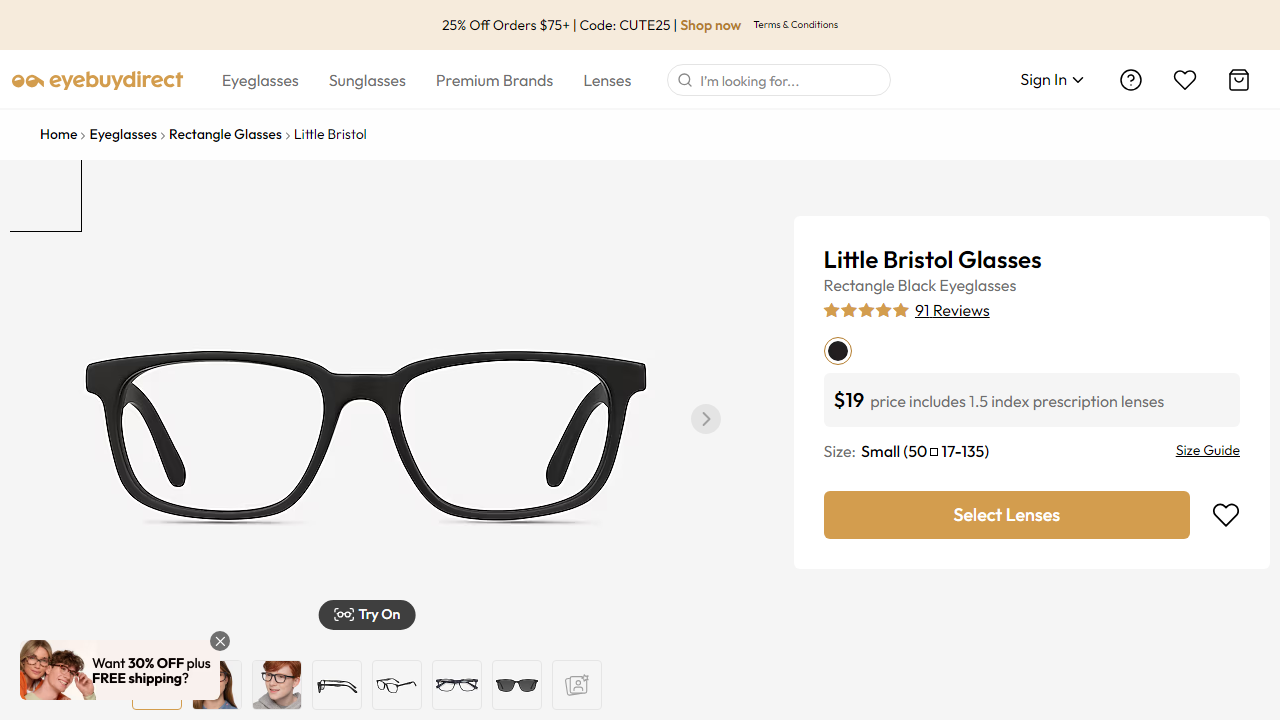 25% Off Orders $75+ | Code: CUTE25 | Shop now Terms & Conditions
eyebuydirect Eyeglasses Sunglasses Premium Brands Lenses I'm looking for... Sign In
Home > Eyeglasses > Rectangle Glasses > Little Bristol
Little Bristol Glasses
Rectangle Black Eyeglasses
91 Reviews
$19 price includes 1.5 index prescription lenses
Size: Small (50□17-135) Size Guide
Select Lenses
Try On
Want 30% OFF plus
FREE shipping?